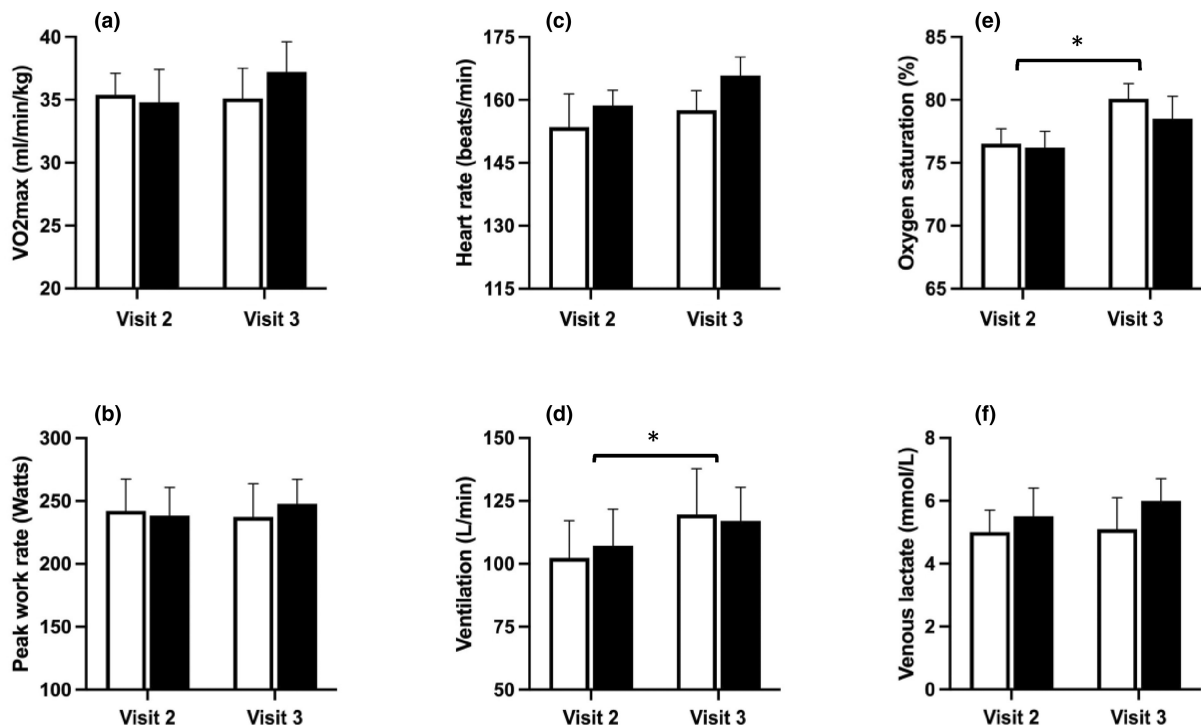 (a)
VO2max (ml/min/kg)
40
35
30
25
20
Visit 2
Visit 3
(c)
Heart rate (beats/min)
175
160
145
130
115
Visit 2
Visit 3
(e)
Oxygen saturation (%)
85
80
75
70
65
*
Visit 2
Visit 3
(b)
Peak work rate (Watts)
300
250
200
150
100
Visit 2
Visit 3
(d)
Ventilation (L/min)
150
125
100
75
50
*
Visit 2
Visit 3
(f)
Venous lactate (mmol/L)
8
6
4
2
0
Visit 2
Visit 3